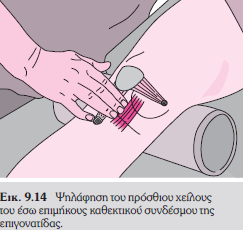 Εικ. 9.14 Ψηλάφηση του πρόσθιου χείλους
του έσω επιμήκους καθεκτικού συνδέσμου της
επιγονατίδας.